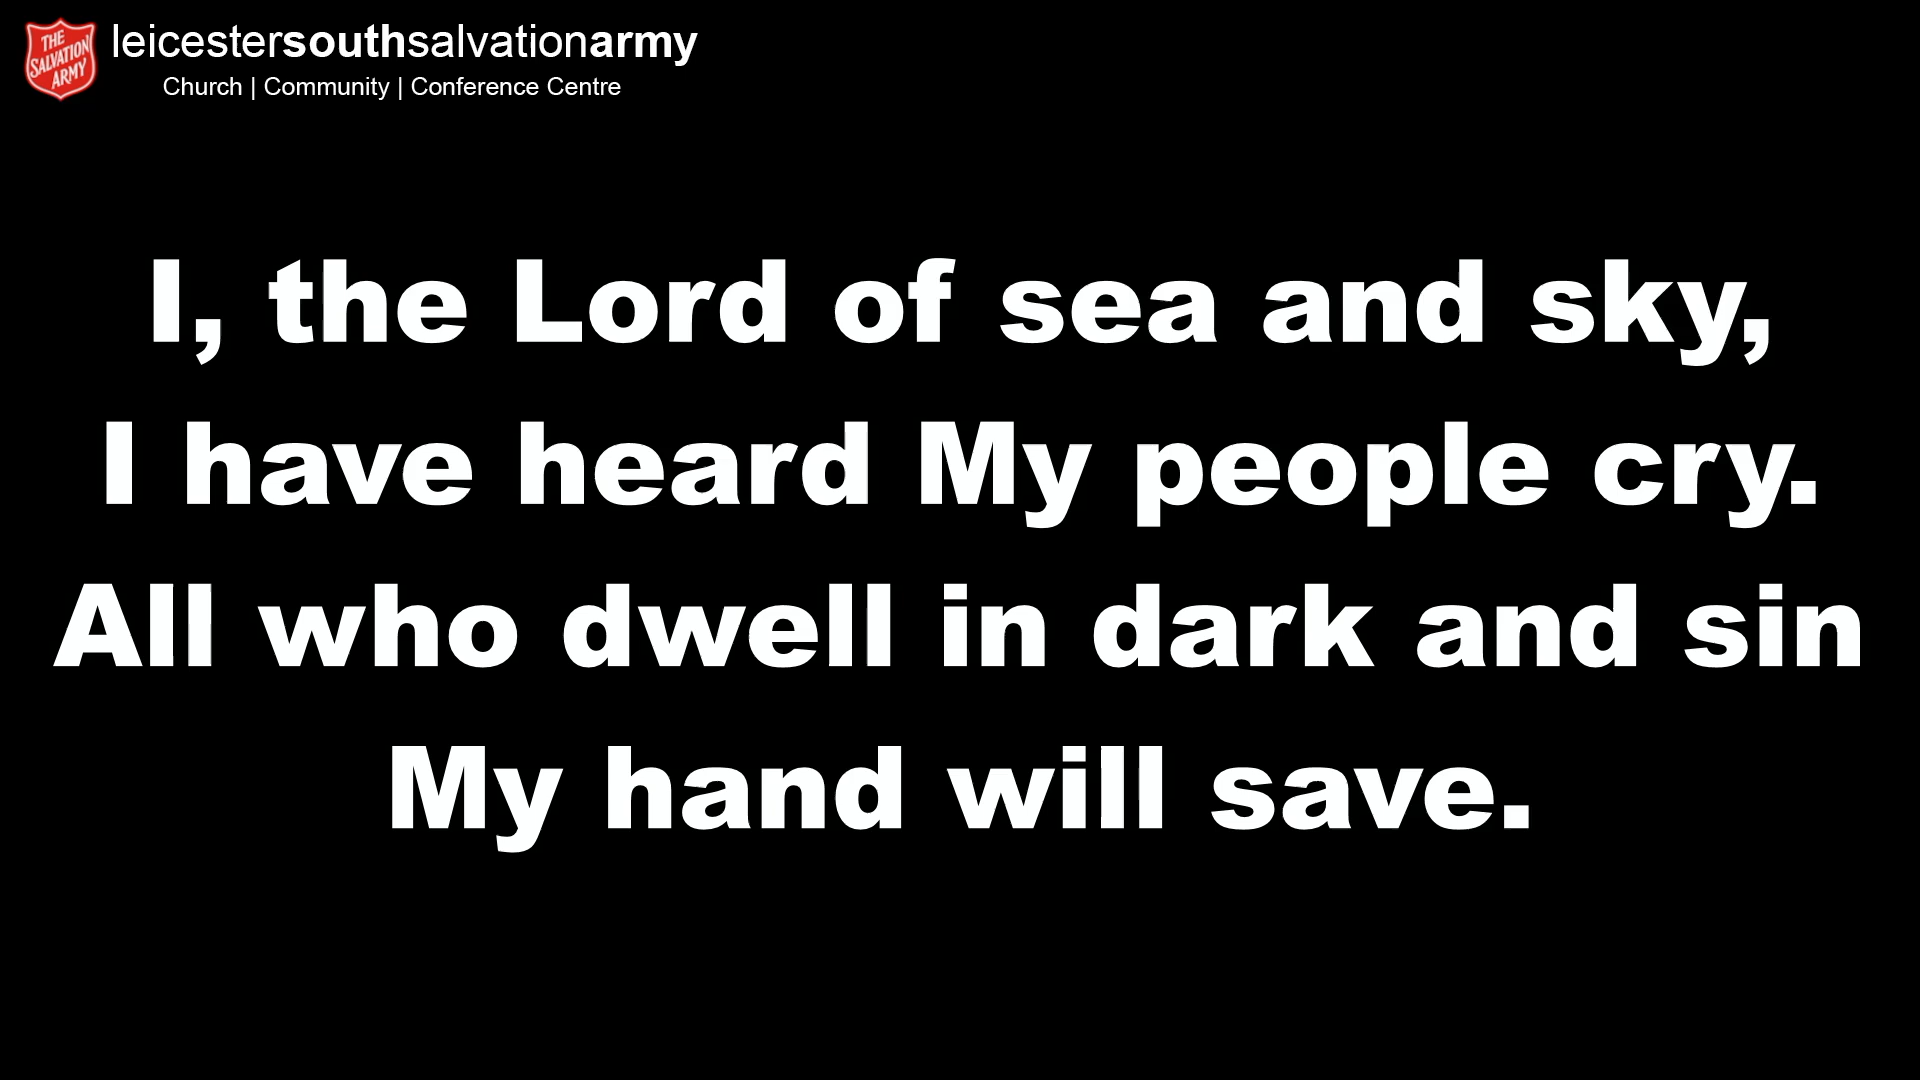 THE
SALVATION
ARMY
leicestersouthsalvationarmy
Church | Community | Conference Centre
I, the Lord of sea and sky,
I have heard My people cry.
All who dwell in dark and sin
My hand will save.